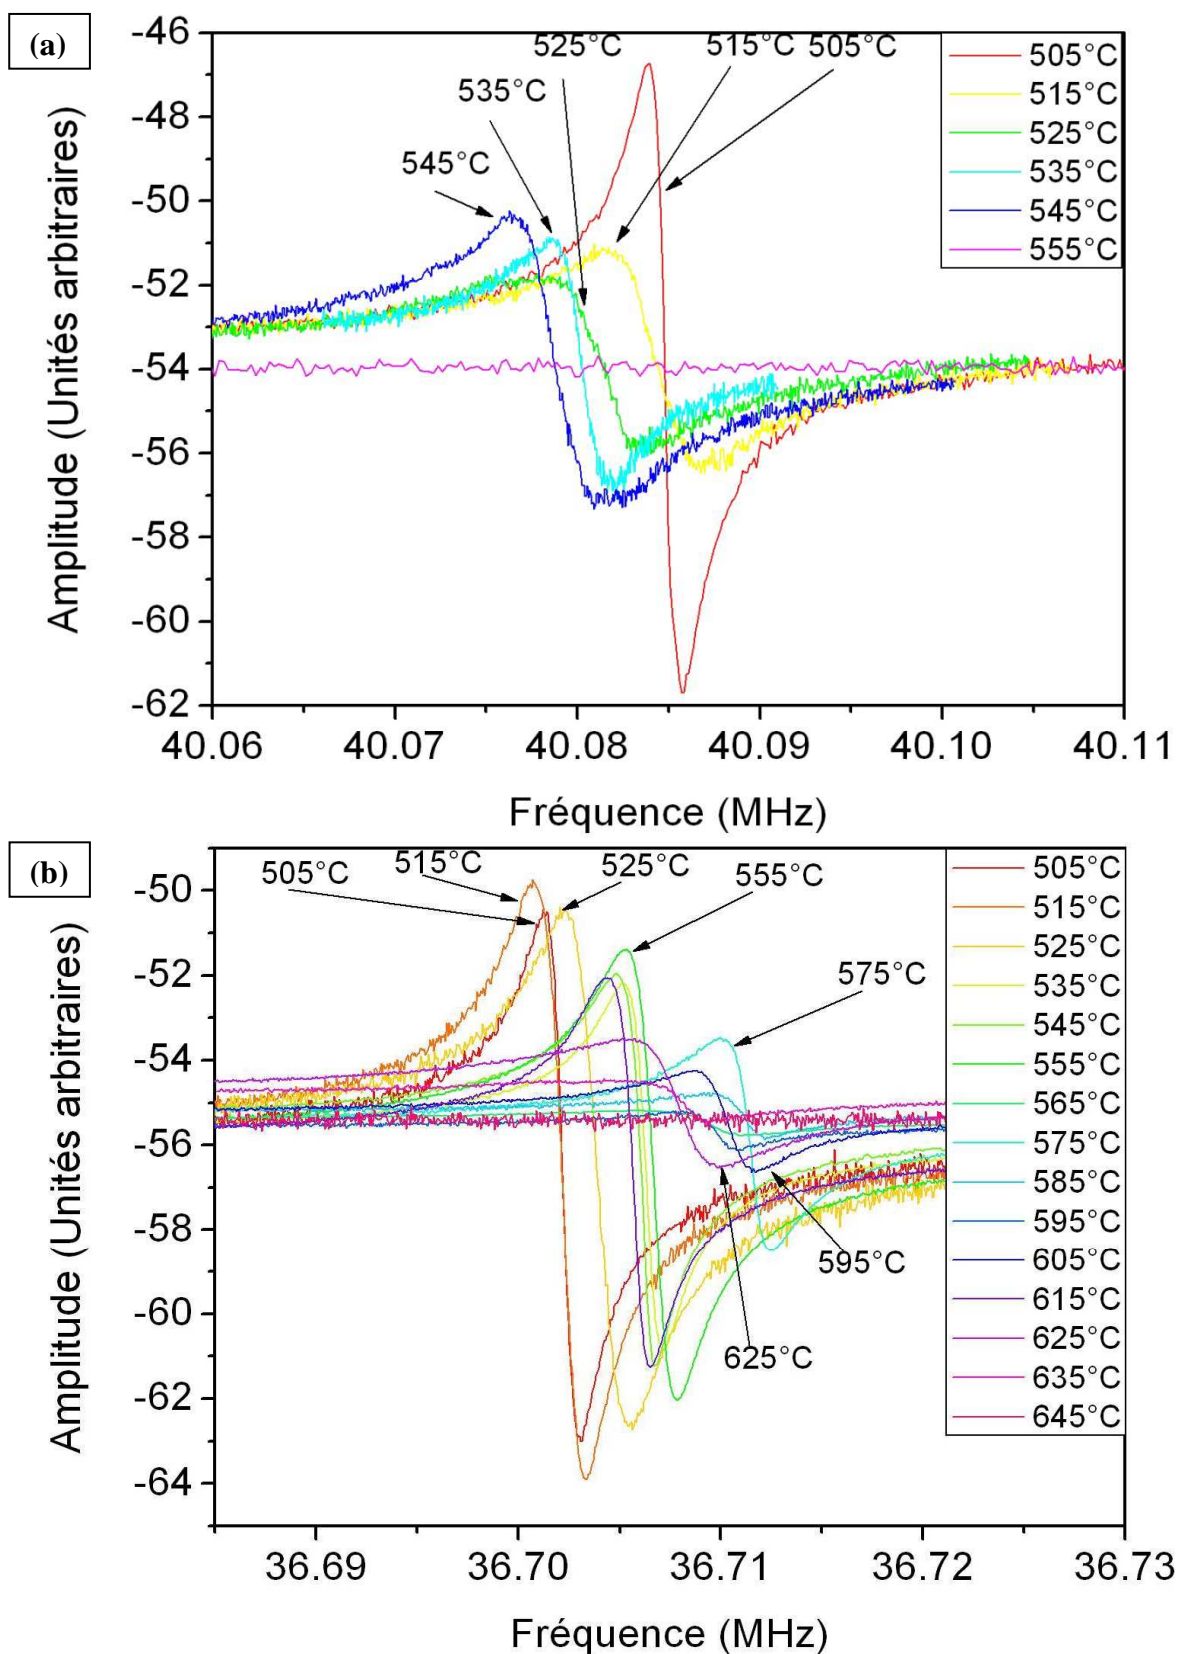 (a)
525°C
515°C
505°C
535°C
545°C
505°C
515°C
525°C
535°C
545°C
555°C
-46
-48
-50
-52
-54
-56
-58
-60
-62
Amplitude (Unités arbitraires)
40.06
40.07
40.08
40.09
40.10
40.11
Fréquence (MHz)
(b)
505°C
515°C
525°C
555°C
575°C
595°C
625°C
505°C
515°C
525°C
535°C
545°C
555°C
565°C
575°C
585°C
595°C
605°C
615°C
625°C
635°C
645°C
-50
-52
-54
-56
-58
-60
-62
-64
Amplitude (Unités arbitraires)
36.69
36.70
36.71
36.72
36.73
Fréquence (MHz)